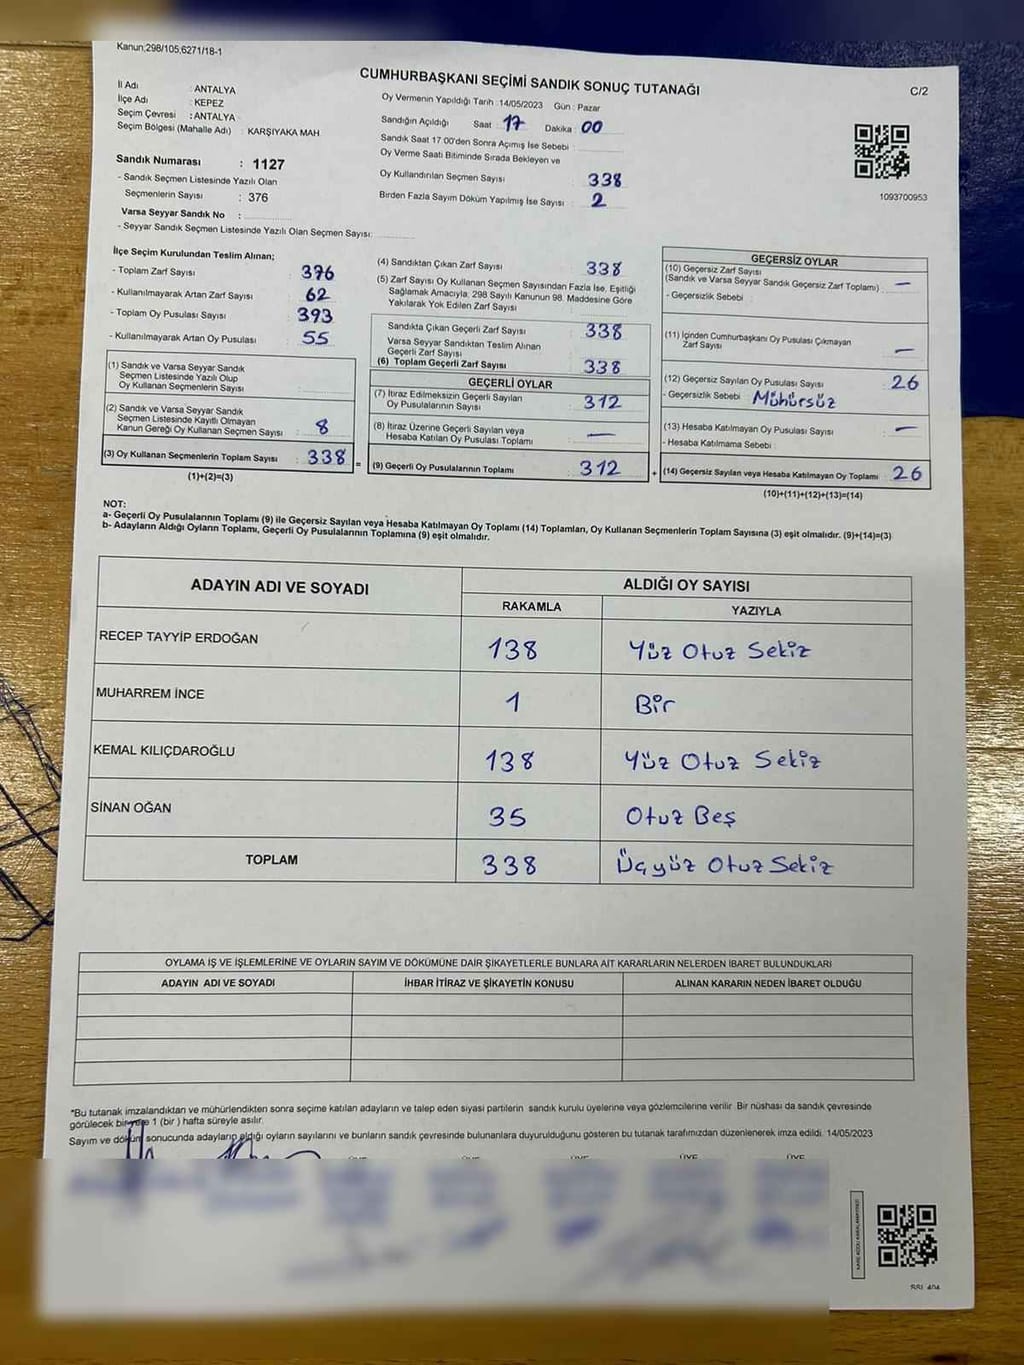 Kanun;298/105;6271/18-1
CUMHURBAŞKANI SEÇİMİ SANDIK SONUÇ TUTANAĞI
C/2
İl Adı : ANTALYA
İlçe Adı : KEPEZ
Seçim Çevresi : ANTALYA
Seçim Bölgesi (Mahalle Adı) : KARŞIYAKA MAH
Sandık Numarası : 1127
- Sandık Seçmen Listesinde Yazılı Olan
Seçmenlerin Sayısı : 376
Varsa Seyyar Sandık No :
- Seyyar Sandık Seçmen Listesinde Yazılı Olan Seçmen Sayısı:
Oy Vermenin Yapıldığı Tarih : 14/05/2023 Gün : Pazar
Sandığın Açıldığı Saat 17 Dakika 00
Sandık Saat 17:00'den Sonra Açımış İse Sebebi :
Oy Verme Saati Bitiminde Sırada Bekleyen ve
Oy Kullandırılan Seçmen Sayısı : 338
Birden Fazla Sayım Döküm Yapılmış İse Sayısı : 2
1093700953
İlçe Seçim Kurulundan Teslim Alınan;
- Toplam Zarf Sayısı : 376
- Kullanılmayarak Artan Zarf Sayısı : 62
- Toplam Oy Pusulası Sayısı : 393
- Kullanılmayarak Artan Oy Pusulası : 55
(1) Sandık ve Varsa Seyyar Sandık
Seçmen Listesinde Yazılı Olup
Oy Kullanan Seçmenlerin Sayısı :
(2) Sandık ve Varsa Seyyar Sandık
Seçmen Listesinde Kayıtlı Olmayan
Kanun Gereği Oy Kullanan Seçmen Sayısı : 8
(3) Oy Kullanan Seçmenlerin Toplam Sayısı : 338
(1)+(2)=(3)
=
(4) Sandıktan Çıkan Zarf Sayısı : 338
(5) Zarf Sayısı Oy Kullanan Seçmen Sayısından Fazla İse, Eşitliği
Sağlamak Amacıyla, 298 Sayılı Kanunun 98. Maddesine Göre
Yakılarak Yok Edilen Zarf Sayısı :
Sandıkta Çıkan Geçerli Zarf Sayısı : 338
Varsa Seyyar Sandıktan Teslim Alınan
Geçerli Zarf Sayısı :
(6) Toplam Geçerli Zarf Sayısı : 338
GEÇERLİ OYLAR
(7) İtiraz Edilmeksizin Geçerli Sayılan
Oy Pusulalarının Sayısı : 312
(8) İtiraz Üzerine Geçerli Sayılan veya
Hesaba Katılan Oy Pusulası Toplamı : —
(9) Geçerli Oy Pusulalarının Toplamı : 312
+
GEÇERSİZ OYLAR
(10) Geçersiz Zarf Sayısı
(Sandık ve Varsa Seyyar Sandık Geçersiz Zarf Toplamı) : —
- Geçersizlik Sebebi :
(11) İçinden Cumhurbaşkanı Oy Pusulası Çıkmayan
Zarf Sayısı : —
(12) Geçersiz Sayılan Oy Pusulası Sayısı : 26
- Geçersizlik Sebebi : Mühürsüz
(13) Hesaba Katılmayan Oy Pusulası Sayısı : —
- Hesaba Katılmama Sebebi :
(14) Geçersiz Sayılan veya Hesaba Katılmayan Oy Toplamı : 26
(10)+(11)+(12)+(13)=(14)
NOT:
a- Geçerli Oy Pusulalarının Toplamı (9) ile Geçersiz Sayılan veya Hesaba Katılmayan Oy Toplamı (14) Toplamları, Oy Kullanan Seçmenlerin Toplam Sayısına (3) eşit olmalıdır. (9)+(14)=(3)
b- Adayların Aldığı Oyların Toplamı, Geçerli Oy Pusulalarının Toplamına (9) eşit olmalıdır.
ADAYIN ADI VE SOYADI
ALDIĞI OY SAYISI
RAKAMLA YAZIYLA
RECEP TAYYİP ERDOĞAN 138 Yüz Otuz Sekiz
MUHARREM İNCE 1 Bir
KEMAL KILIÇDAROĞLU 138 Yüz Otuz Sekiz
SİNAN OĞAN 35 Otuz Beş
TOPLAM 338 Üçyüz Otuz Sekiz
OYLAMA İŞ VE İŞLEMLERİNE VE OYLARIN SAYIM VE DÖKÜMÜNE DAİR ŞİKAYETLERLE BUNLARA AİT KARARLARIN NELERDEN İBARET BULUNDUKLARI
ADAYIN ADI VE SOYADI İHBAR İTİRAZ VE ŞİKAYETİN KONUSU ALINAN KARARIN NEDEN İBARET OLDUĞU
*Bu tutanak imzalandıktan ve mühürlendikten sonra seçime katılan adayların ve talep eden siyasi partilerin sandık kurulu üyelerine veya gözlemcilerine verilir Bir nüshası da sandık çevresinde
görülecek bir yere 1 (bir ) hafta süreyle asılır.
Sayım ve döküm sonucunda adayların aldığı oyların sayılarını ve bunların sandık çevresinde bulunanlara duyurulduğunu gösteren bu tutanak tarafımızdan düzenlenerek imza edildi. 14/05/2023
ÜYE ÜYE